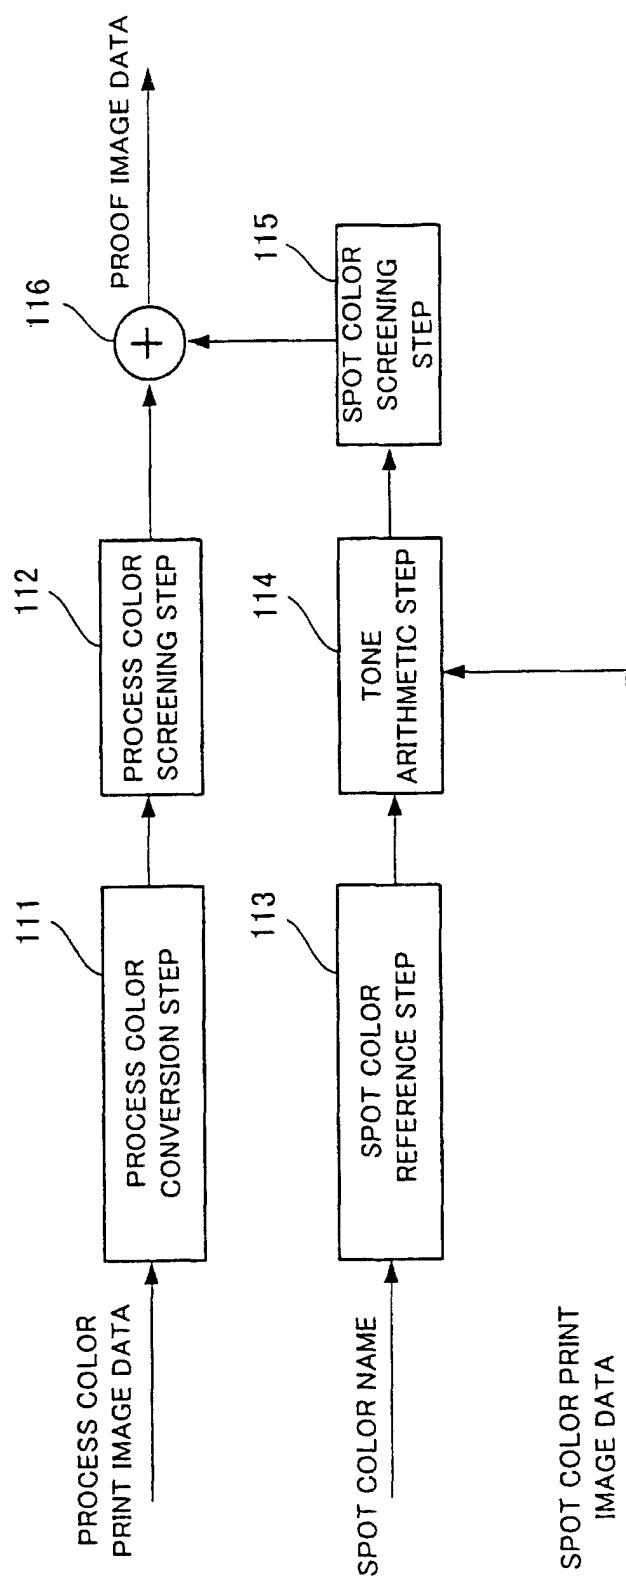 PROCESS COLOR
PRINT IMAGE DATA
111
PROCESS COLOR
CONVERSION STEP
112
PROCESS COLOR
SCREENING STEP
116
+
PROOF IMAGE DATA
SPOT COLOR NAME
113
SPOT COLOR
REFERENCE STEP
114
TONE
ARITHMETIC STEP
115
SPOT COLOR
SCREENING
STEP
SPOT COLOR PRINT
IMAGE DATA